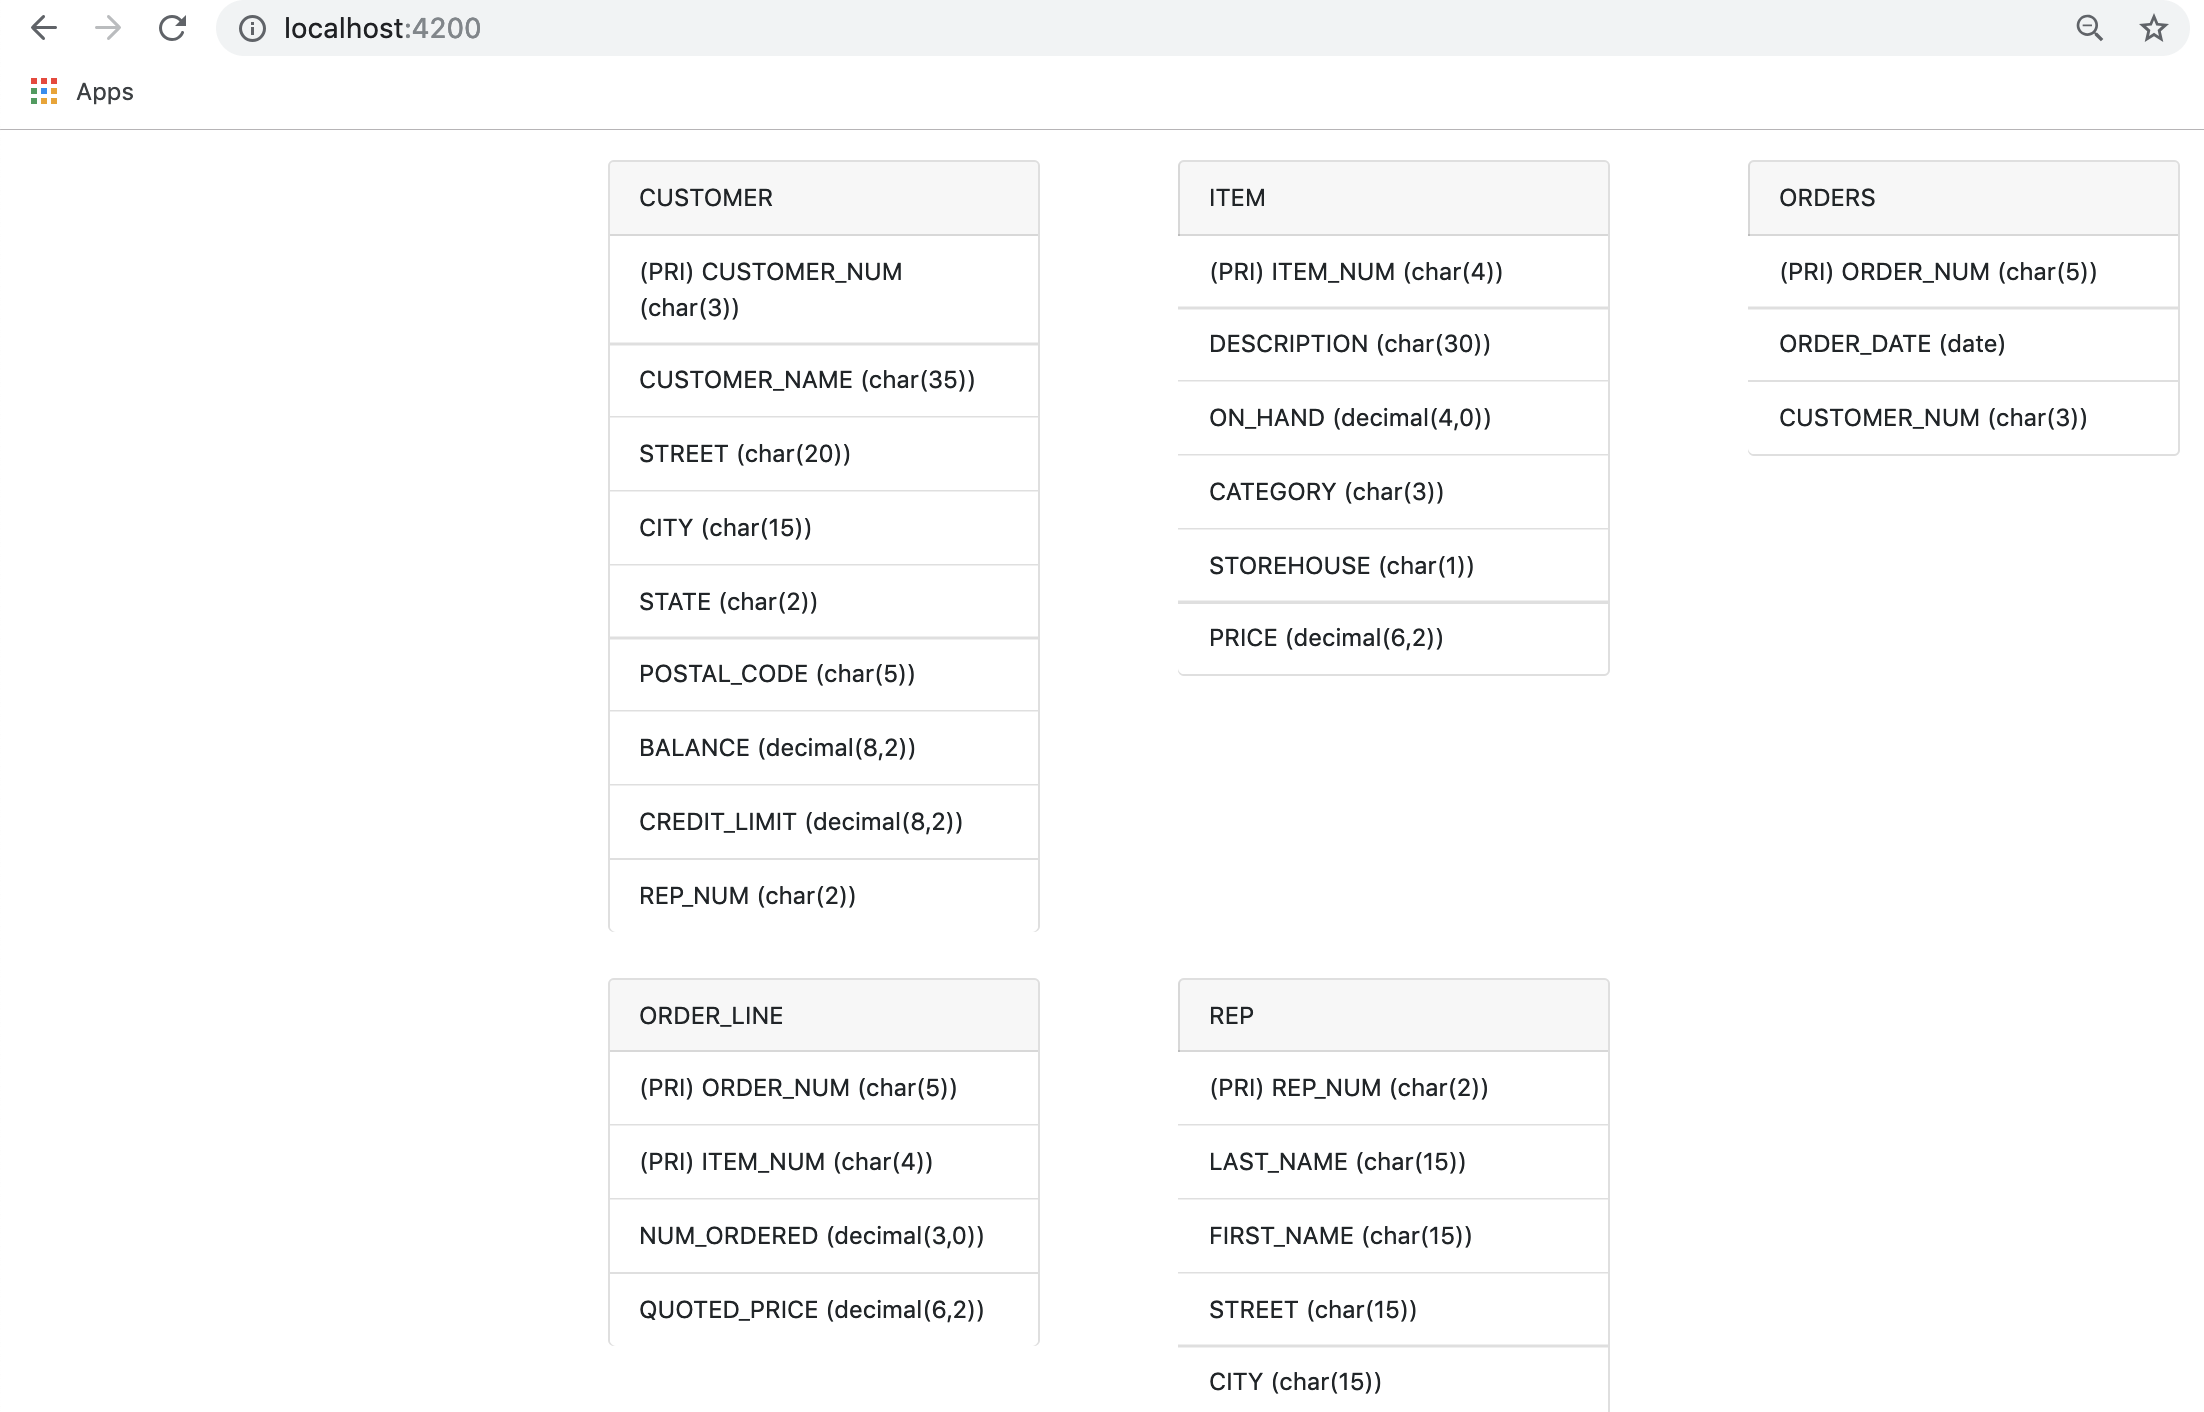 localhost:4200
Apps
CUSTOMER
(PRI) CUSTOMER_NUM
(char(3))
CUSTOMER_NAME (char(35))
STREET (char(20))
CITY (char(15))
STATE (char(2))
POSTAL_CODE (char(5))
BALANCE (decimal(8,2))
CREDIT_LIMIT (decimal(8,2))
REP_NUM (char(2))
ITEM
(PRI) ITEM_NUM (char(4))
DESCRIPTION (char(30))
ON_HAND (decimal(4,0))
CATEGORY (char(3))
STOREHOUSE (char(1))
PRICE (decimal(6,2))
ORDERS
(PRI) ORDER_NUM (char(5))
ORDER_DATE (date)
CUSTOMER_NUM (char(3))
ORDER_LINE
(PRI) ORDER_NUM (char(5))
(PRI) ITEM_NUM (char(4))
NUM_ORDERED (decimal(3,0))
QUOTED_PRICE (decimal(6,2))
REP
(PRI) REP_NUM (char(2))
LAST_NAME (char(15))
FIRST_NAME (char(15))
STREET (char(15))
CITY (char(15))